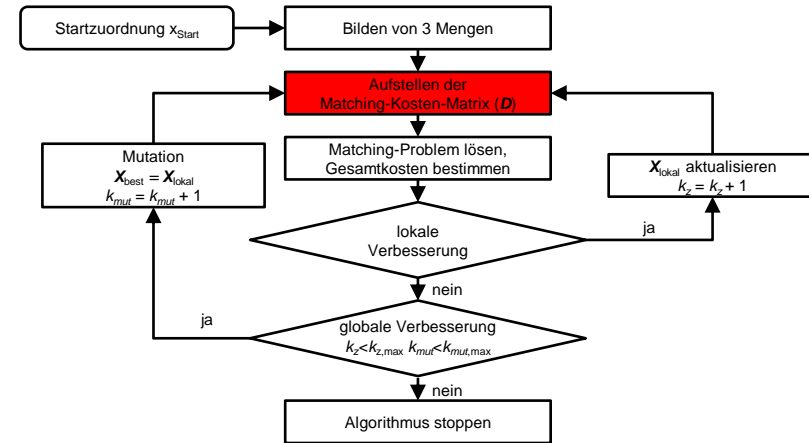 Startzuordnung xStart
Bilden von 3 Mengen
Aufstellen der
Matching-Kosten-Matrix (D)
Matching-Problem lösen,
Gesamtkosten bestimmen
Mutation
Xbest = Xlokal
kmut = kmut + 1
Xlokal aktualisieren
kz = kz + 1
lokale
Verbesserung
ja
nein
ja
globale Verbesserung
kz<kz,max kmut<kmut,max
nein
Algorithmus stoppen